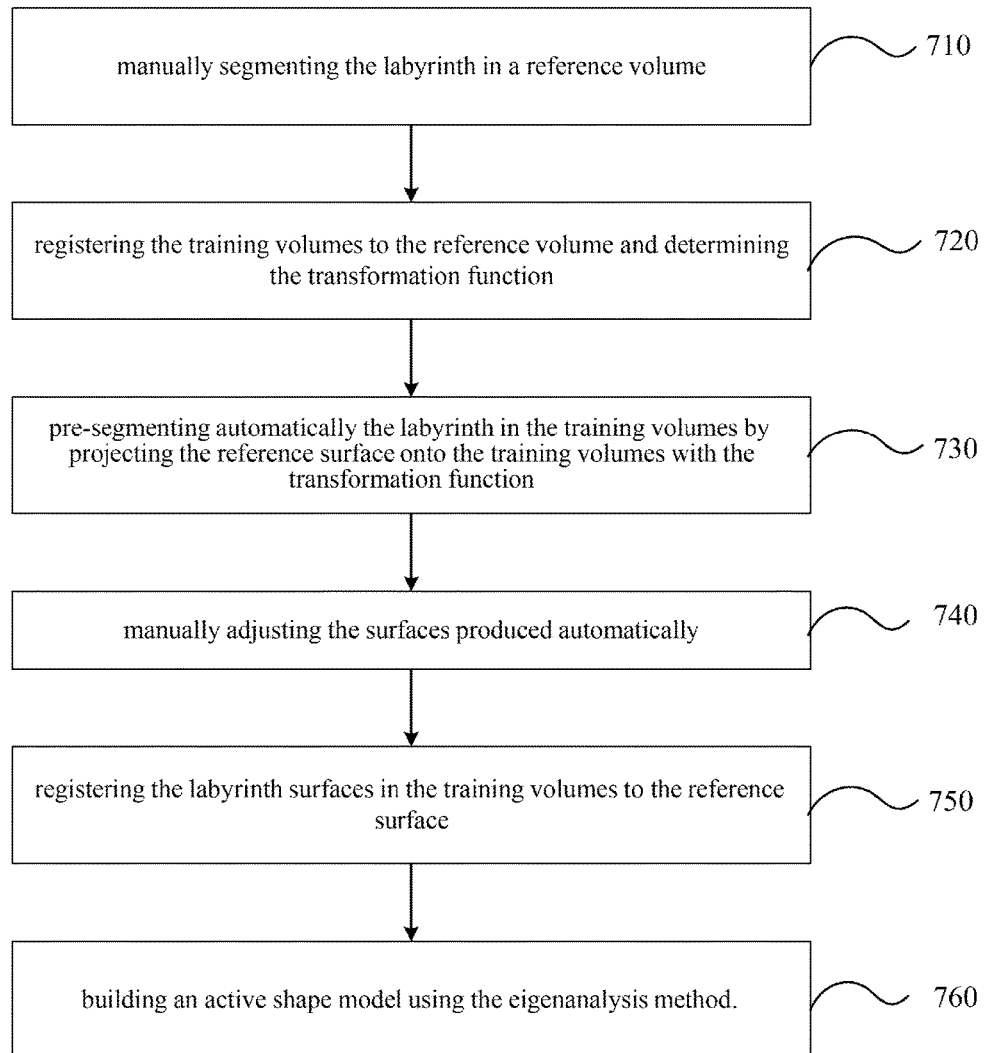 manually segmenting the labyrinth in a reference volume
710
registering the training volumes to the reference volume and determining
the transformation function
720
pre-segmenting automatically the labyrinth in the training volumes by
projecting the reference surface onto the training volumes with the
transformation function
730
manually adjusting the surfaces produced automatically
740
registering the labyrinth surfaces in the training volumes to the reference
surface
750
building an active shape model using the eigenanalysis method.
760